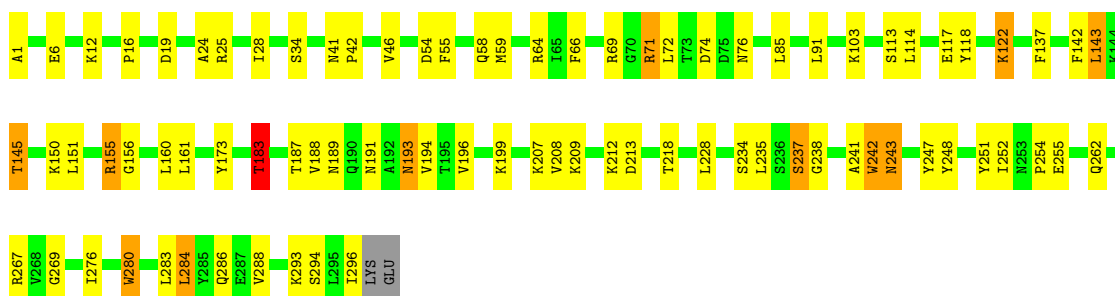 A1 E6 K12 P16 D19 A24 R25 I28 S34 N41 P42 V46 D54 F55 Q58 M59 R64 I65 F66 R69 G70 R71 L72 T73 D74 D75 N76 L85 L91 K103 S113 L114 E117 Y118 K122 F137 F142 L143 K144
T145 K150 L151 R155 G156 L160 L161 Y173 T183 T187 V188 N189 Q190 N191 A192 N193 V194 T195 V196 K199 K207 V208 K209 K212 D213 T218 L228 S234 L235 S236 S237 G238 A241 W242 N243 Y247 Y248 Y251 I252 N253 P254 E255 Q262
R267 V268 G269 I276 W280 L283 L284 Y285 Q286 E287 V288 K293 S294 L295 I296 LYS GLU